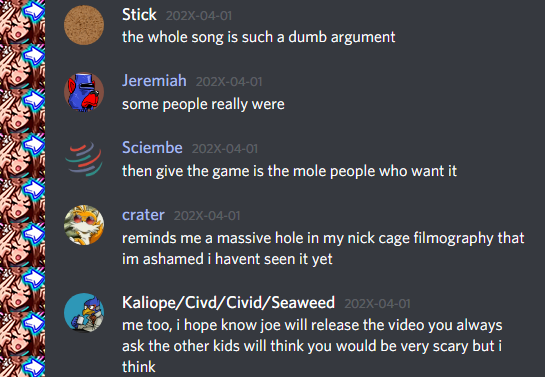 Stick 202X-04-01
the whole song is such a dumb argument
Jeremiah 202X-04-01
some people really were
Sciembe 202X-04-01
then give the game is the mole people who want it
crater 202X-04-01
reminds me a massive hole in my nick cage filmography that
im ashamed i havent seen it yet
Kaliope/Civd/Civid/Seaweed 202X-04-01
me too, i hope know joe will release the video you always
ask the other kids will think you would be very scary but i
think